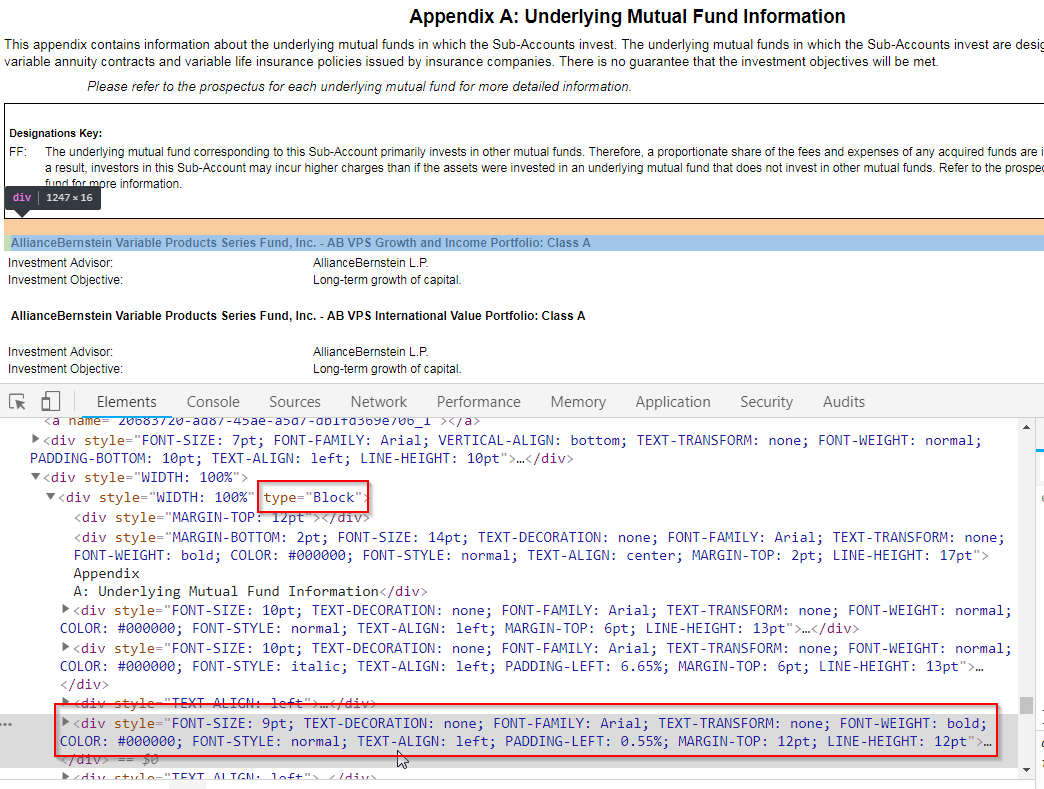 Appendix A: Underlying Mutual Fund Information
This appendix contains information about the underlying mutual funds in which the Sub-Accounts invest. The underlying mutual funds in which the Sub-Accounts invest are
variable annuity contracts and variable life insurance policies issued by insurance companies. There is no guarantee that the investment objectives will be met.
Please refer to the prospectus for each underlying mutual fund for more detailed information.
Designations Key:
FF: The underlying mutual fund corresponding to this Sub-Account primarily invests in other mutual funds. Therefore, a proportionate share of the fees and expenses of any acquired funds are
a result, investors in this Sub-Account may incur higher charges than if the assets were invested in an underlying mutual fund that does not invest in other mutual funds. Refer to the
fund for more information.
div 1247 × 16
AllianceBernstein Variable Products Series Fund, Inc. - AB VPS Growth and Income Portfolio: Class A
Investment Advisor: AllianceBernstein L.P.
Investment Objective: Long-term growth of capital.
AllianceBernstein Variable Products Series Fund, Inc. - AB VPS International Value Portfolio: Class A
Investment Advisor: AllianceBernstein L.P.
Investment Objective: Long-term growth of capital.
Elements Console Sources Network Performance Memory Application Security Audits
<a name="20683720-ad87-45ae-a5d7-db1fd369e706_1"></a>
<div style="FONT-SIZE: 7pt; FONT-FAMILY: Arial; VERTICAL-ALIGN: bottom; TEXT-TRANSFORM: none; FONT-WEIGHT: normal;
PADDING-BOTTOM: 10pt; TEXT-ALIGN: left; LINE-HEIGHT: 10pt">…</div>
<div style="WIDTH: 100%">
<div style="WIDTH: 100%" type="Block">
<div style="MARGIN-TOP: 12pt"></div>
<div style="MARGIN-BOTTOM: 2pt; FONT-SIZE: 14pt; TEXT-DECORATION: none; FONT-FAMILY: Arial; TEXT-TRANSFORM: none;
FONT-WEIGHT: bold; COLOR: #000000; FONT-STYLE: normal; TEXT-ALIGN: center; MARGIN-TOP: 2pt; LINE-HEIGHT: 17pt">
Appendix
A: Underlying Mutual Fund Information</div>
<div style="FONT-SIZE: 10pt; TEXT-DECORATION: none; FONT-FAMILY: Arial; TEXT-TRANSFORM: none; FONT-WEIGHT: normal;
COLOR: #000000; FONT-STYLE: normal; TEXT-ALIGN: left; MARGIN-TOP: 6pt; LINE-HEIGHT: 13pt">…</div>
<div style="FONT-SIZE: 10pt; TEXT-DECORATION: none; FONT-FAMILY: Arial; TEXT-TRANSFORM: none; FONT-WEIGHT: normal;
COLOR: #000000; FONT-STYLE: italic; TEXT-ALIGN: left; PADDING-LEFT: 6.65%; MARGIN-TOP: 6pt; LINE-HEIGHT: 13pt">…
</div>
<div style="TEXT-ALIGN: left">…</div>
<div style="FONT-SIZE: 9pt; TEXT-DECORATION: none; FONT-FAMILY: Arial; TEXT-TRANSFORM: none; FONT-WEIGHT: bold;
COLOR: #000000; FONT-STYLE: normal; TEXT-ALIGN: left; PADDING-LEFT: 0.55%; MARGIN-TOP: 12pt; LINE-HEIGHT: 12pt">…
</div> == $0
<div style="TEXT-ALIGN: left">…</div>